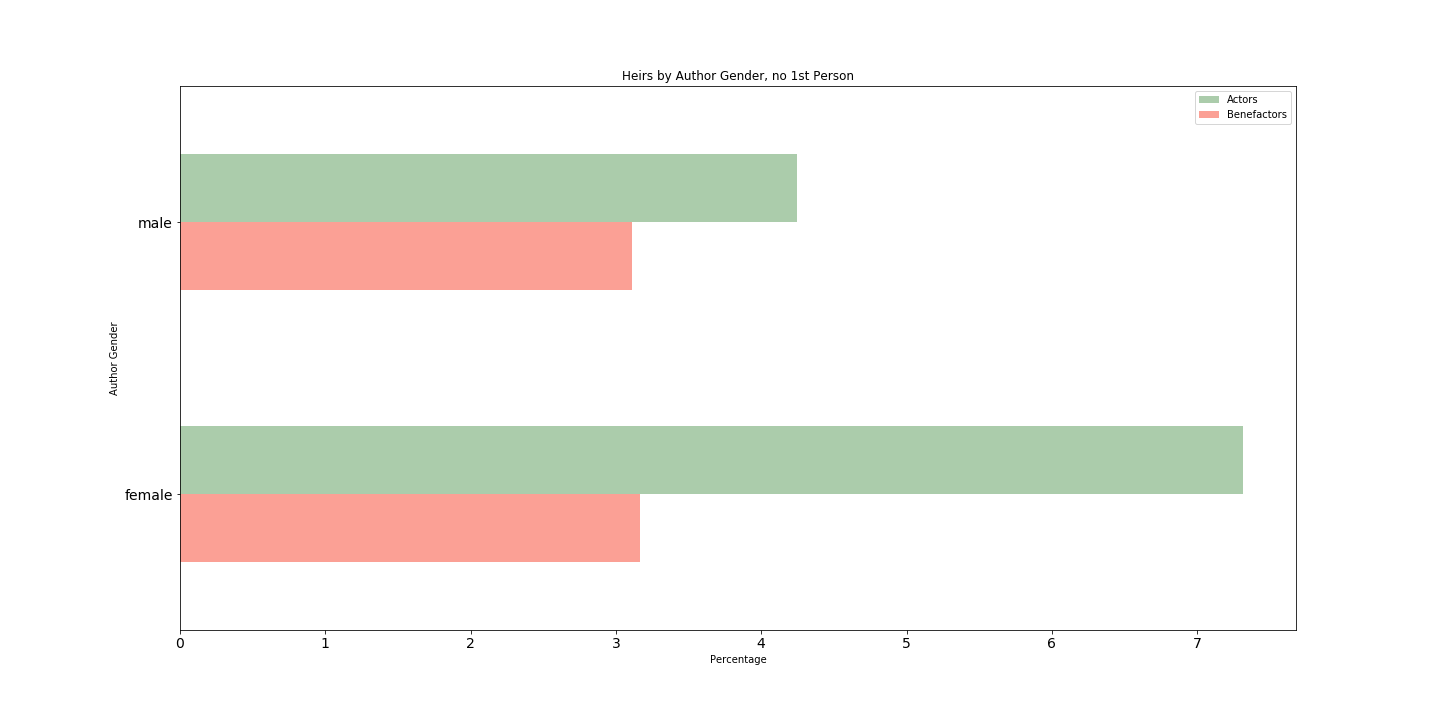 Heirs by Author Gender, no 1st Person
Actors
Benefactors
male
female
Author Gender
0 1 2 3 4 5 6 7
Percentage